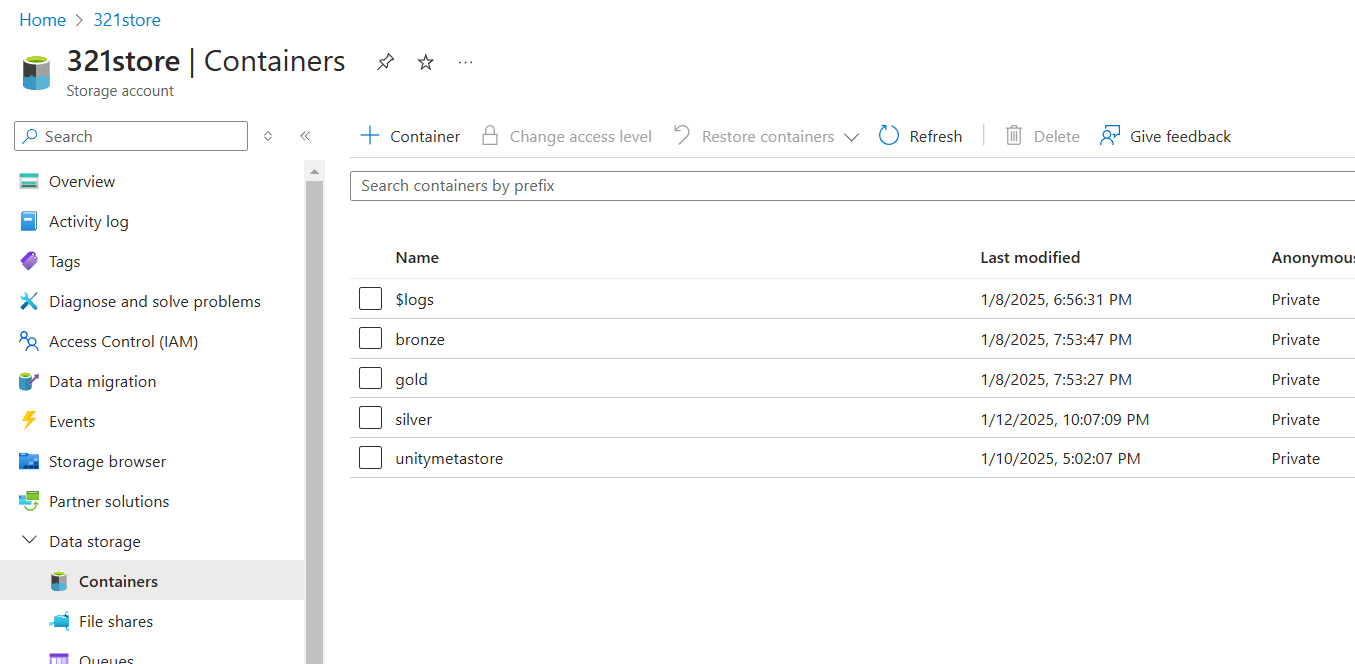 Home > 321store
321store | Containers
Storage account
Search
Container Change access level Restore containers Refresh Delete Give feedback
Overview
Activity log
Tags
Diagnose and solve problems
Access Control (IAM)
Data migration
Events
Storage browser
Partner solutions
Data storage
Containers
File shares
Queues
Search containers by prefix
Name Last modified Anonymous
$logs 1/8/2025, 6:56:31 PM Private
bronze 1/8/2025, 7:53:47 PM Private
gold 1/8/2025, 7:53:27 PM Private
silver 1/12/2025, 10:07:09 PM Private
unitymetastore 1/10/2025, 5:02:07 PM Private